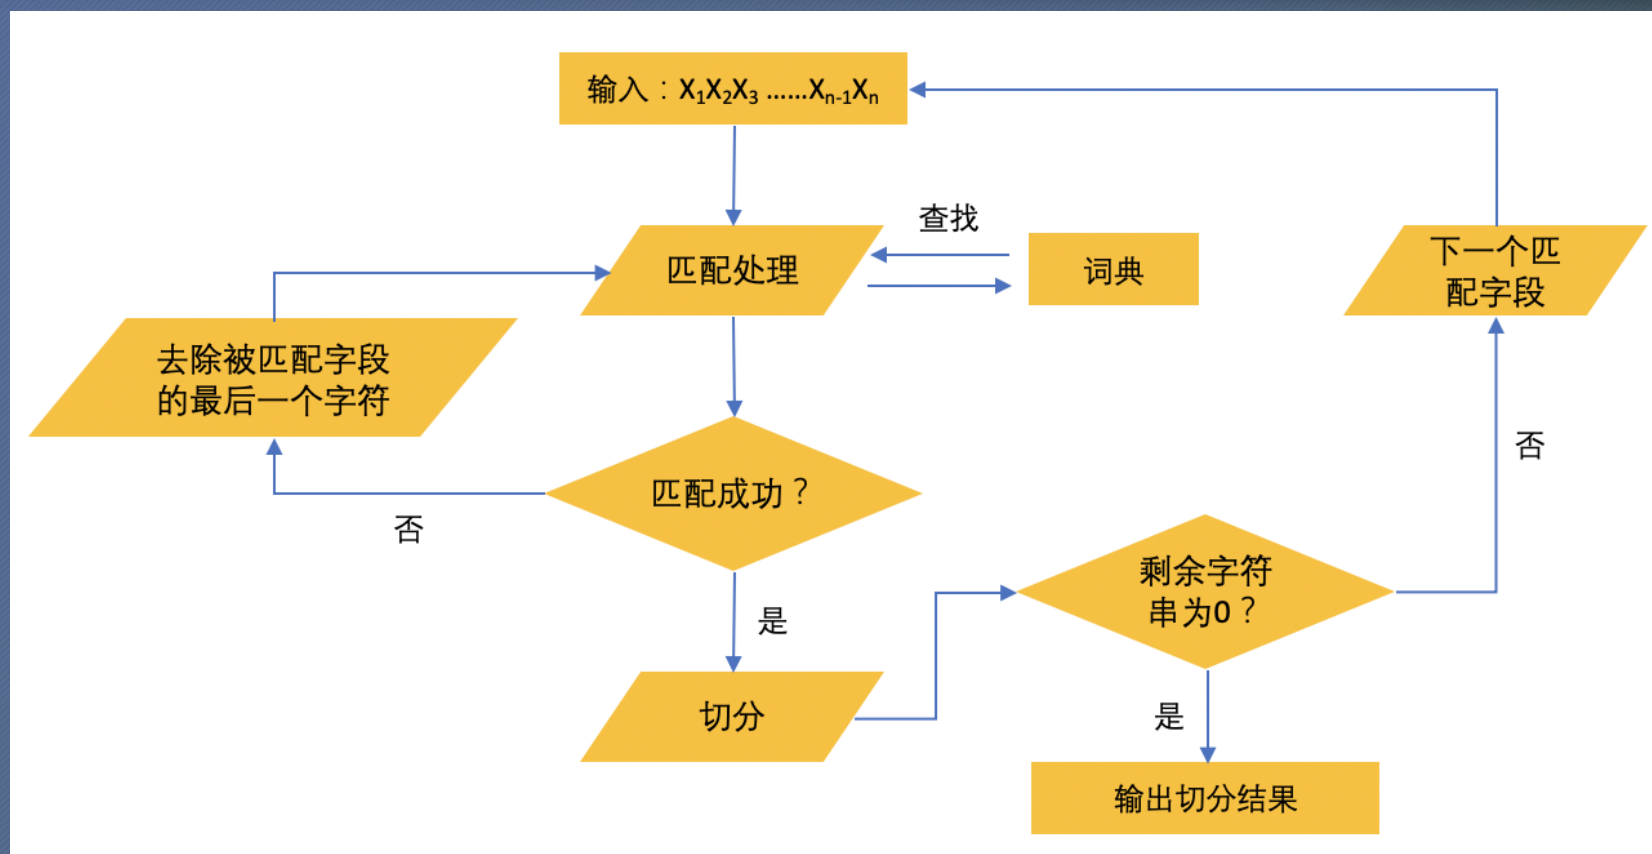 输入：X₁X₂X₃ ......Xₙ₋₁Xₙ
查找
匹配处理
词典
下一个匹
配字段
去除被匹配字段
的最后一个字符
否
匹配成功？
否
剩余字符
串为0？
是
切分
是
输出切分结果